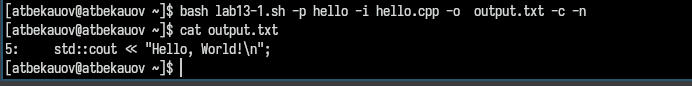 [atbekauov@atbekauov ~]$ bash lab13-1.sh -p hello -i hello.cpp -o  output.txt -c -n
[atbekauov@atbekauov ~]$ cat output.txt
5:    std::cout << "Hello, World!\n";
[atbekauov@atbekauov ~]$